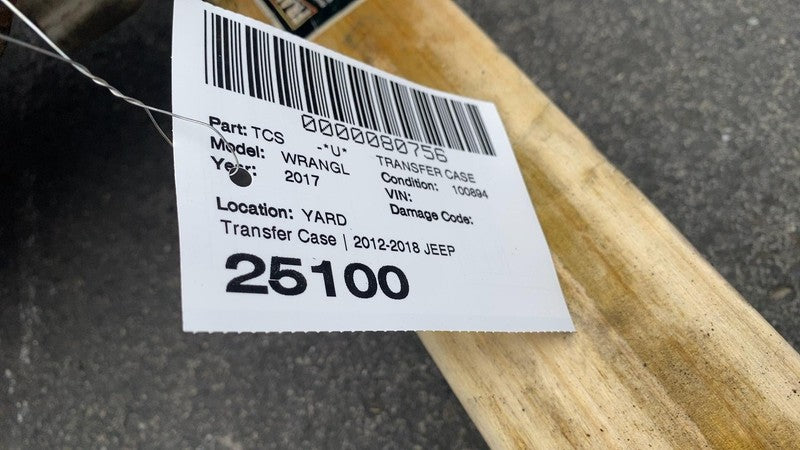 0000080756
Part: TCS -*U* TRANSFER CASE
Model: WRANGL Condition: 100894
Year: 2017 VIN:
Damage Code:
Location: YARD
Transfer Case | 2012-2018 JEEP
25100